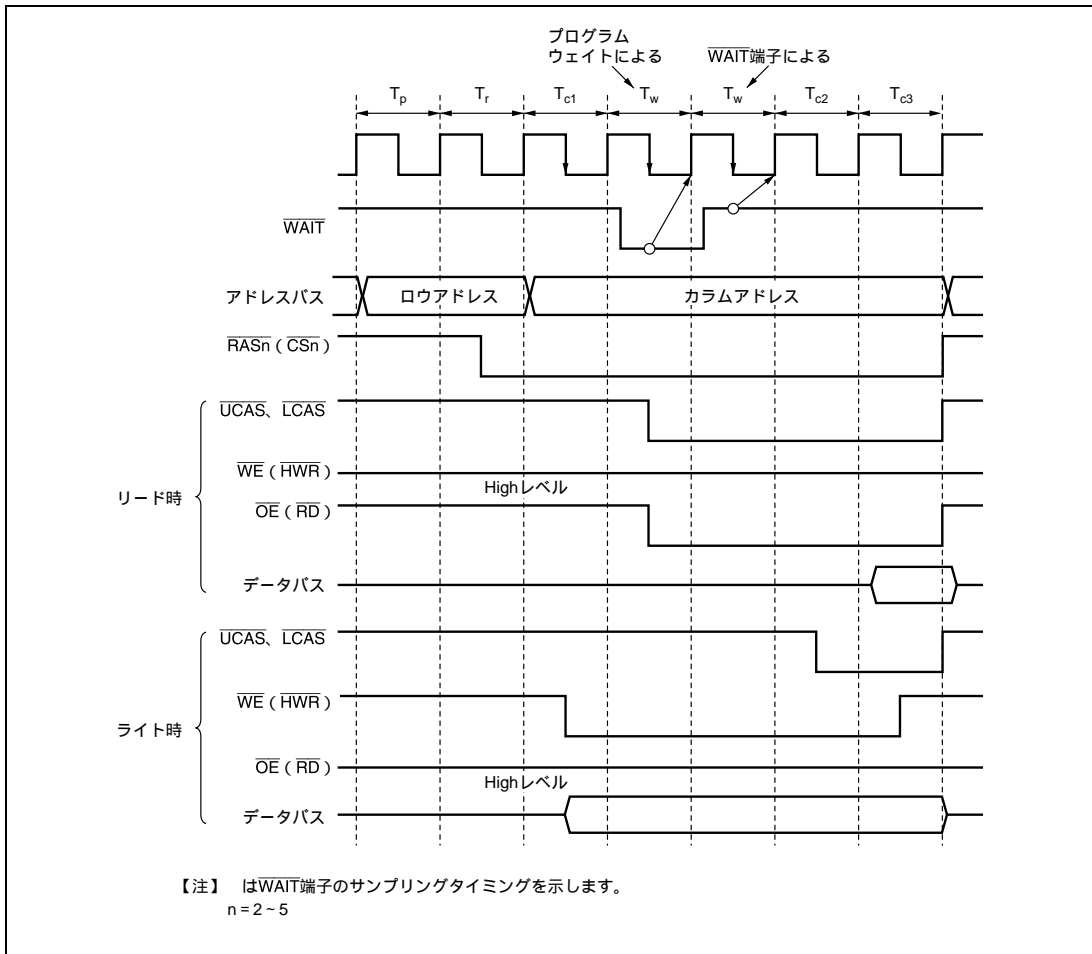 プログラム
ウェイトによる
WAIT端子による
Tp Tr Tc1 Tw Tw Tc2 Tc3
WAIT
アドレスバス
ロウアドレス
カラムアドレス
RASn（CSn）
リード時
UCAS、LCAS
WE（HWR）
Highレベル
OE（RD）
データバス
ライト時
UCAS、LCAS
WE（HWR）
OE（RD）
Highレベル
データバス
【注】 はWAIT端子のサンプリングタイミングを示します。
n = 2 ~ 5